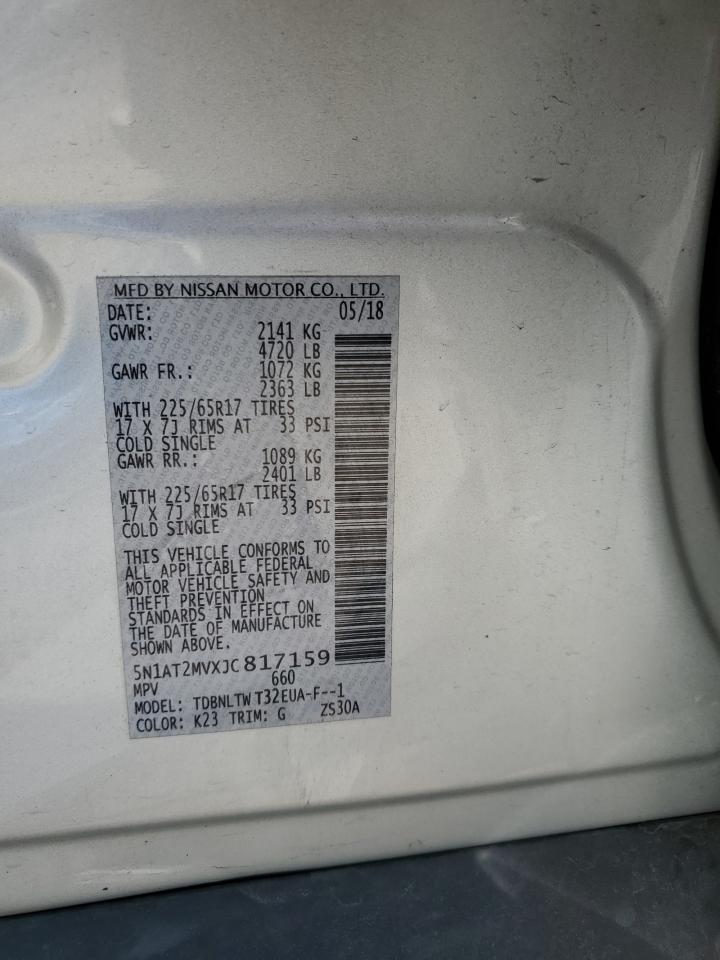 MFD BY NISSAN MOTOR CO., LTD.
DATE: 05/18
GVWR: 2141 KG
4720 LB
GAWR FR.: 1072 KG
2363 LB
WITH 225/65R17 TIRES
17 X 7J RIMS AT 33 PSI
COLD SINGLE
GAWR RR.: 1089 KG
2401 LB
WITH 225/65R17 TIRES
17 X 7J RIMS AT 33 PSI
COLD SINGLE
THIS VEHICLE CONFORMS TO
ALL APPLICABLE FEDERAL
MOTOR VEHICLE SAFETY AND
THEFT PREVENTION
STANDARDS IN EFFECT ON
THE DATE OF MANUFACTURE
SHOWN ABOVE.
5N1AT2MVXJC817159
MPV 660
MODEL: TDBNLTW T32EUA-F--1
COLOR: K23 TRIM: G ZS30A